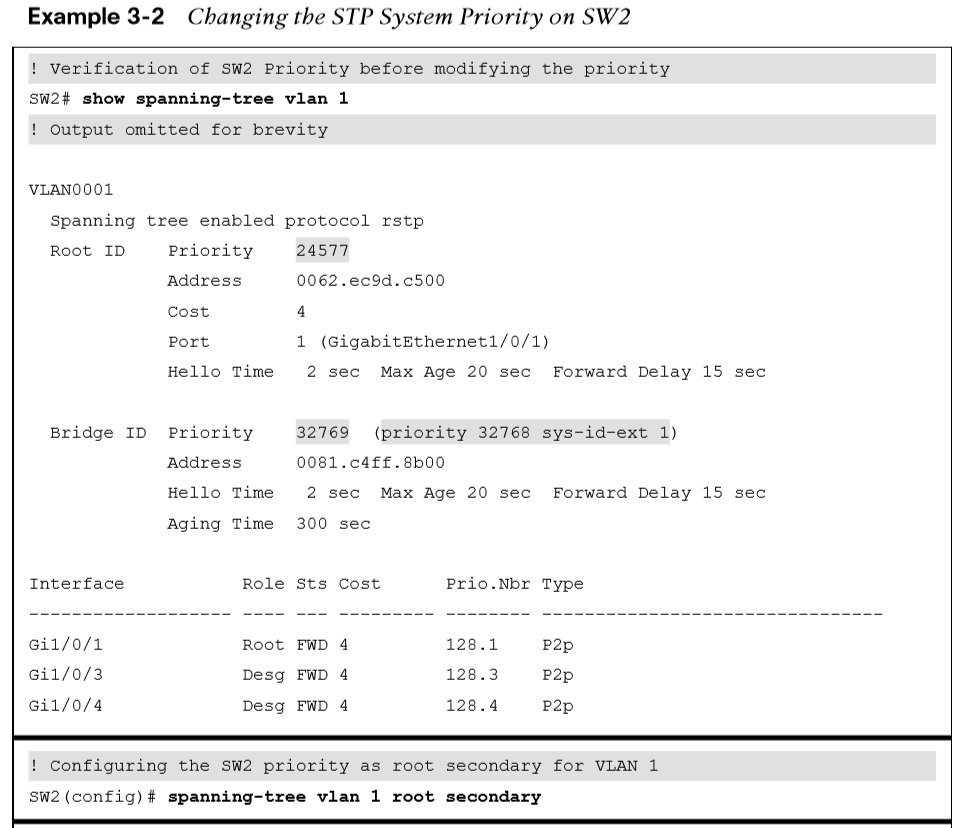 Example 3-2 Changing the STP System Priority on SW2
! Verification of SW2 Priority before modifying the priority
SW2# show spanning-tree vlan 1
! Output omitted for brevity
VLAN0001
Spanning tree enabled protocol rstp
Root ID Priority 24577
Address 0062.ec9d.c500
Cost 4
Port 1 (GigabitEthernet1/0/1)
Hello Time 2 sec Max Age 20 sec Forward Delay 15 sec
Bridge ID Priority 32769 (priority 32768 sys-id-ext 1)
Address 0081.c4ff.8b00
Hello Time 2 sec Max Age 20 sec Forward Delay 15 sec
Aging Time 300 sec
Interface Role Sts Cost Prio.Nbr Type
------------------- ---- --- --------- -------- --------------------------------
Gi1/0/1 Root FWD 4 128.1 P2p
Gi1/0/3 Desg FWD 4 128.3 P2p
Gi1/0/4 Desg FWD 4 128.4 P2p
! Configuring the SW2 priority as root secondary for VLAN 1
SW2(config)# spanning-tree vlan 1 root secondary